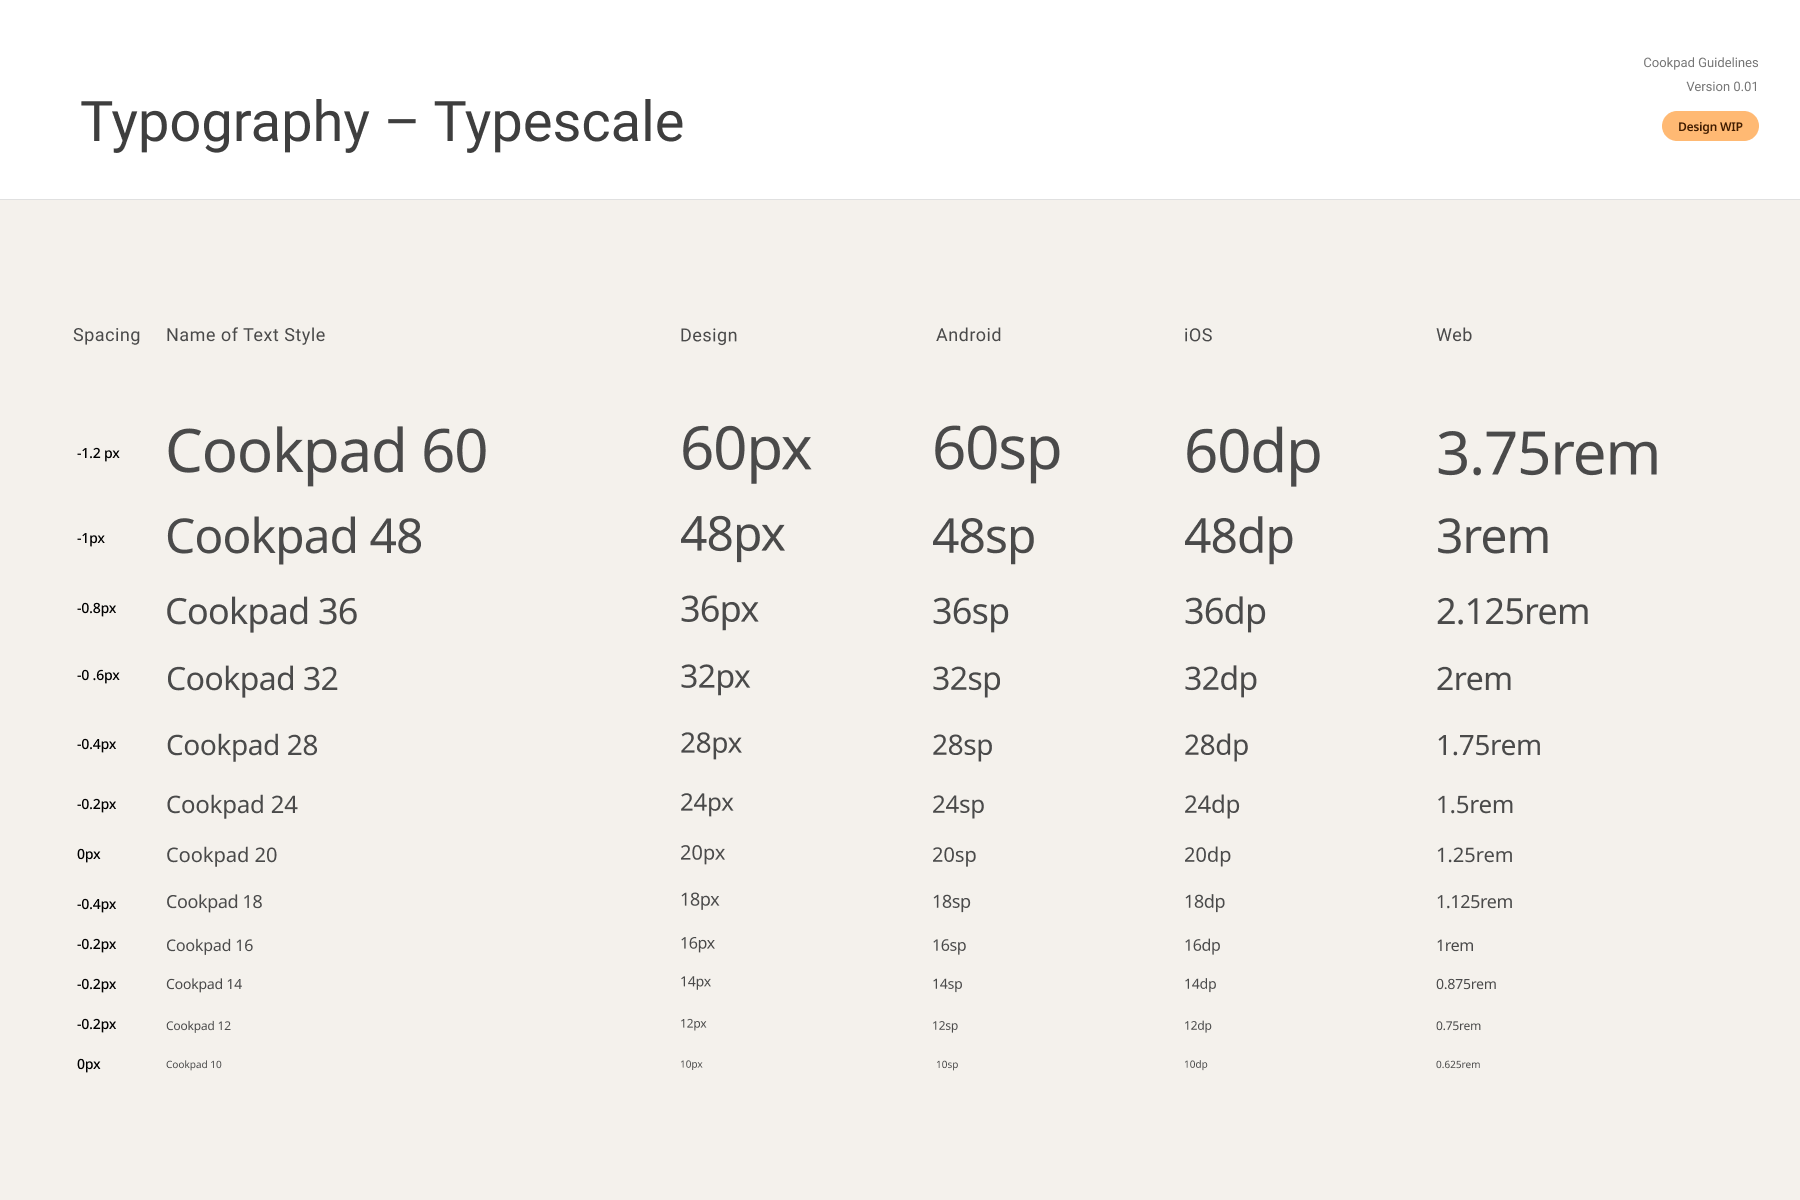 Cookpad Guidelines
Version 0.01
Typography – Typescale
Design WIP
Spacing Name of Text Style Design Android iOS Web
-1.2 px Cookpad 60 60px 60sp 60dp 3.75rem
-1px Cookpad 48 48px 48sp 48dp 3rem
-0.8px Cookpad 36 36px 36sp 36dp 2.125rem
-0 .6px Cookpad 32 32px 32sp 32dp 2rem
-0.4px Cookpad 28 28px 28sp 28dp 1.75rem
-0.2px Cookpad 24 24px 24sp 24dp 1.5rem
0px Cookpad 20 20px 20sp 20dp 1.25rem
-0.4px Cookpad 18 18px 18sp 18dp 1.125rem
-0.2px Cookpad 16 16px 16sp 16dp 1rem
-0.2px Cookpad 14 14px 14sp 14dp 0.875rem
-0.2px Cookpad 12 12px 12sp 12dp 0.75rem
0px Cookpad 10 10px 10sp 10dp 0.625rem